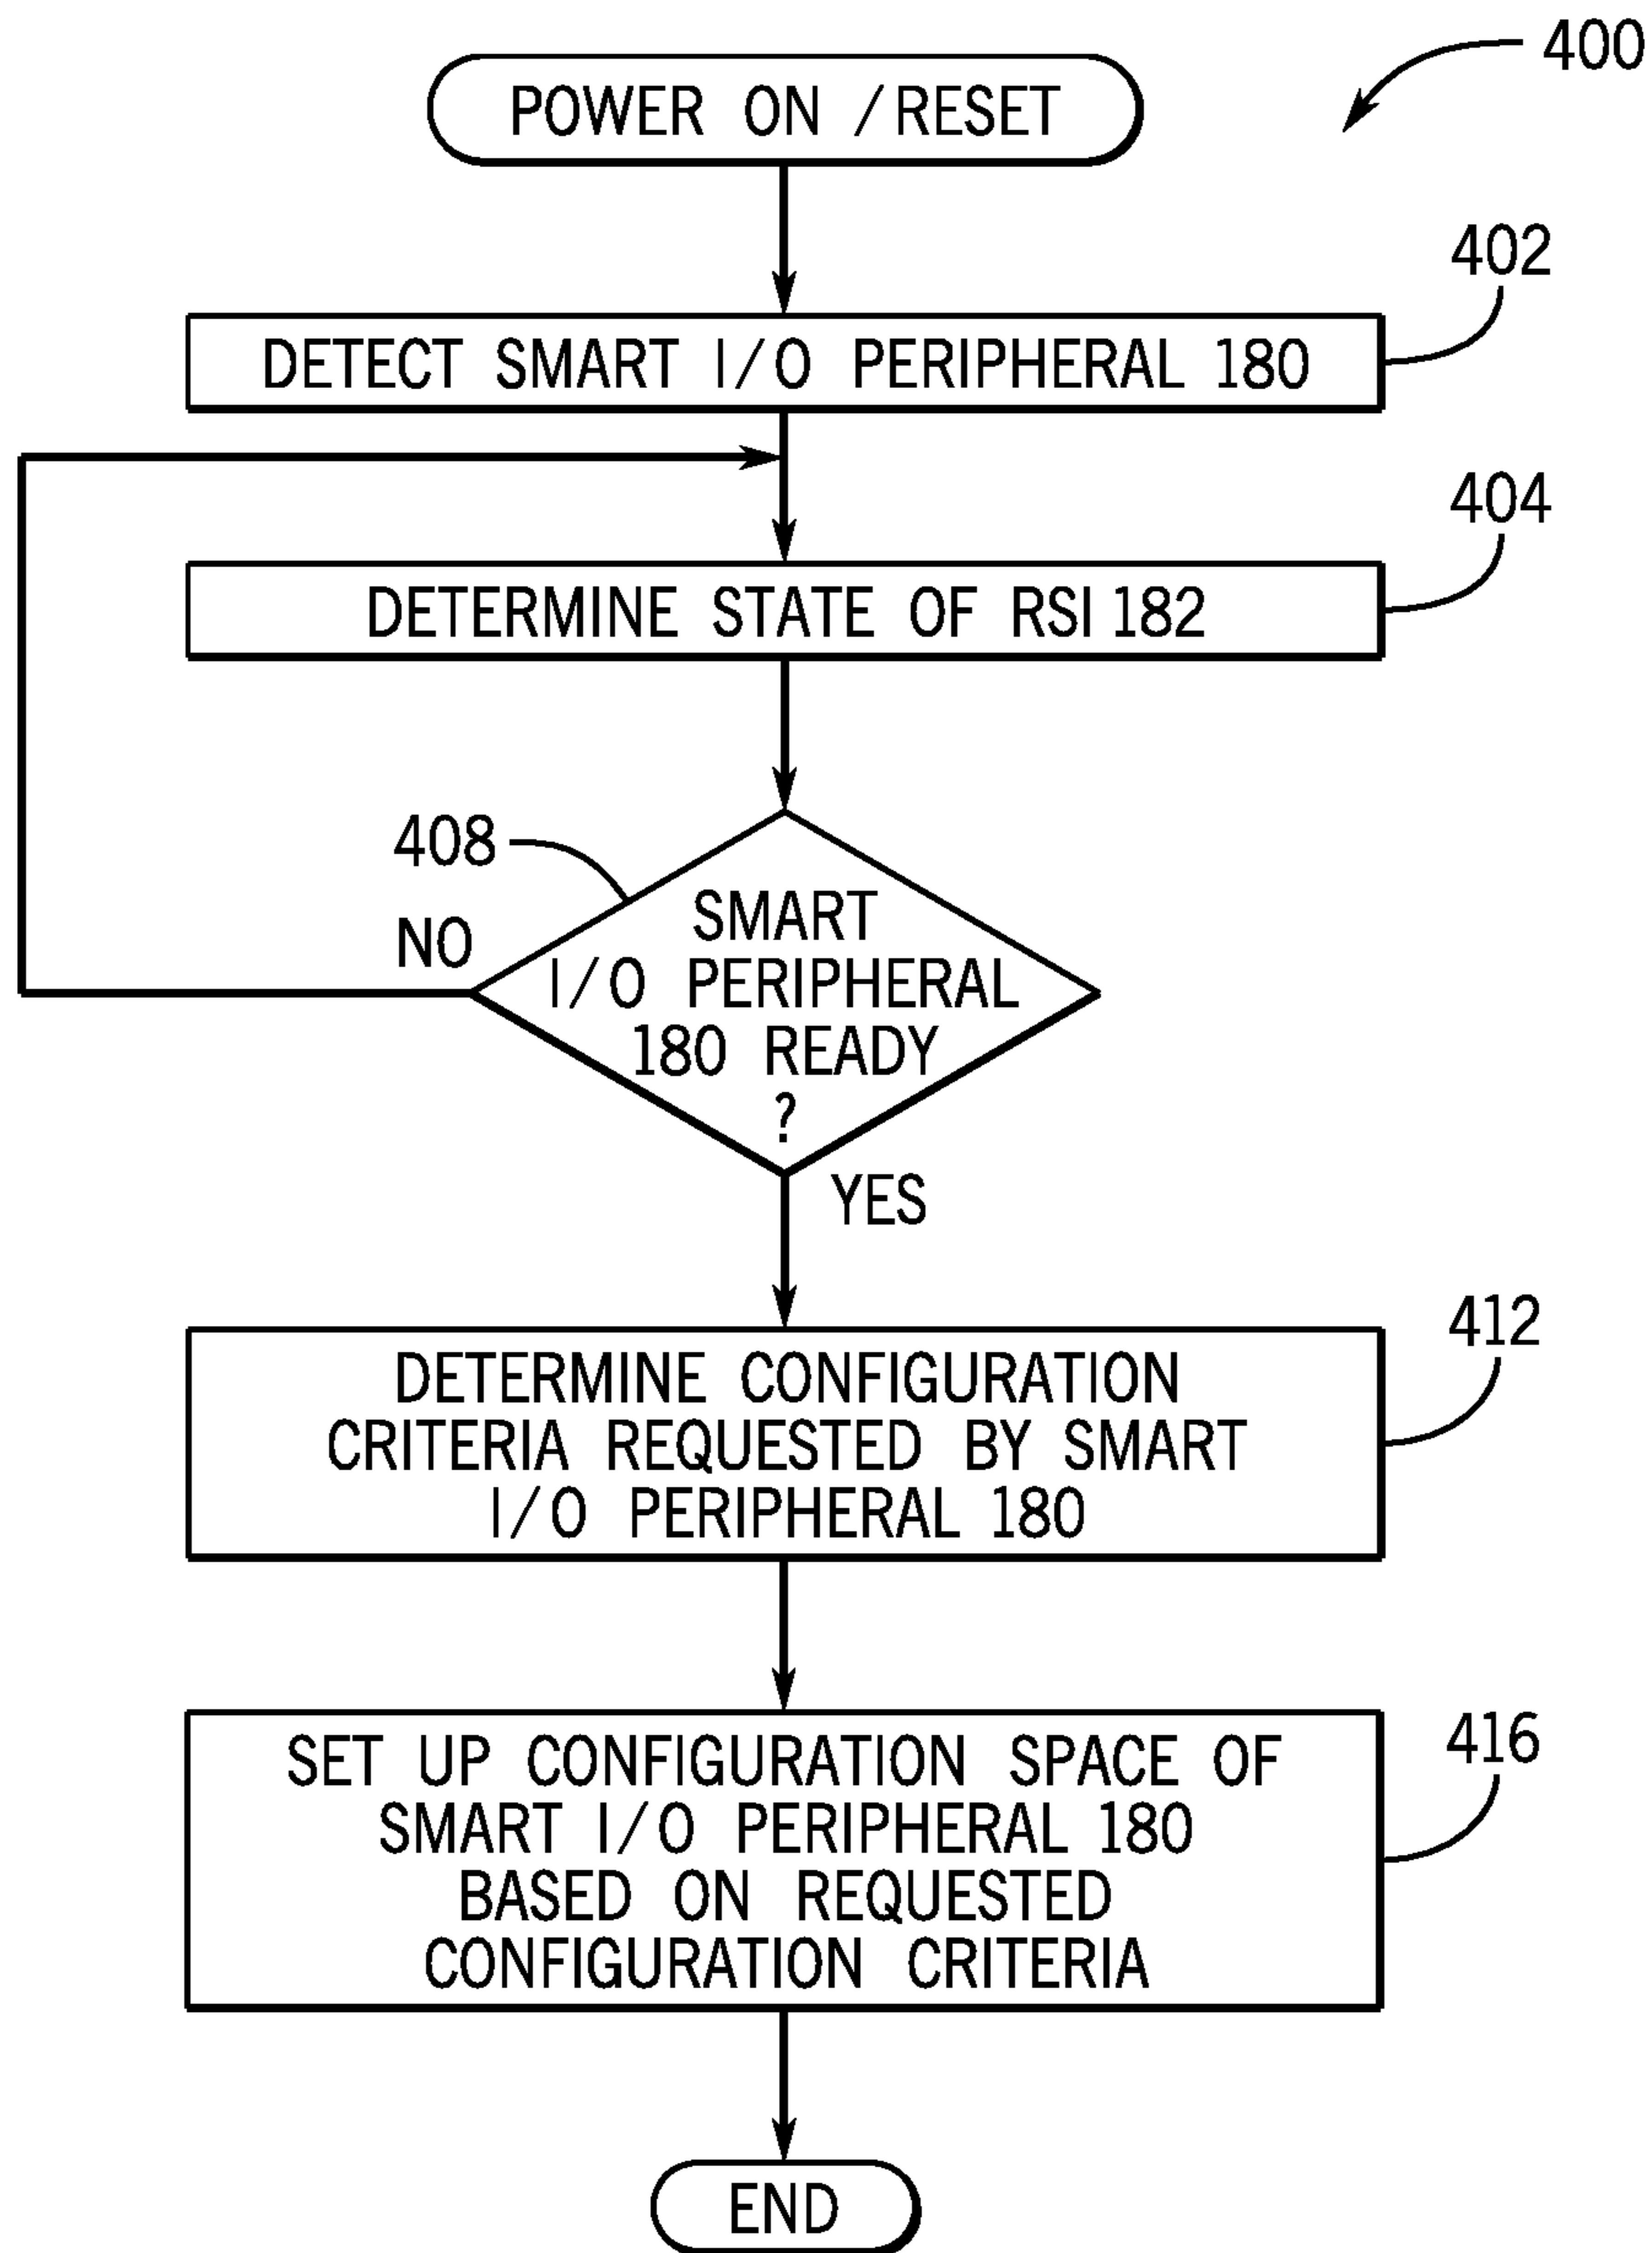 400
POWER ON /RESET
402
DETECT SMART I/O PERIPHERAL 180
404
DETERMINE STATE OF RSI 182
408
NO
SMART
I/O PERIPHERAL
180 READY
?
YES
412
DETERMINE CONFIGURATION
CRITERIA REQUESTED BY SMART
I/O PERIPHERAL 180
416
SET UP CONFIGURATION SPACE OF
SMART I/O PERIPHERAL 180
BASED ON REQUESTED
CONFIGURATION CRITERIA
END